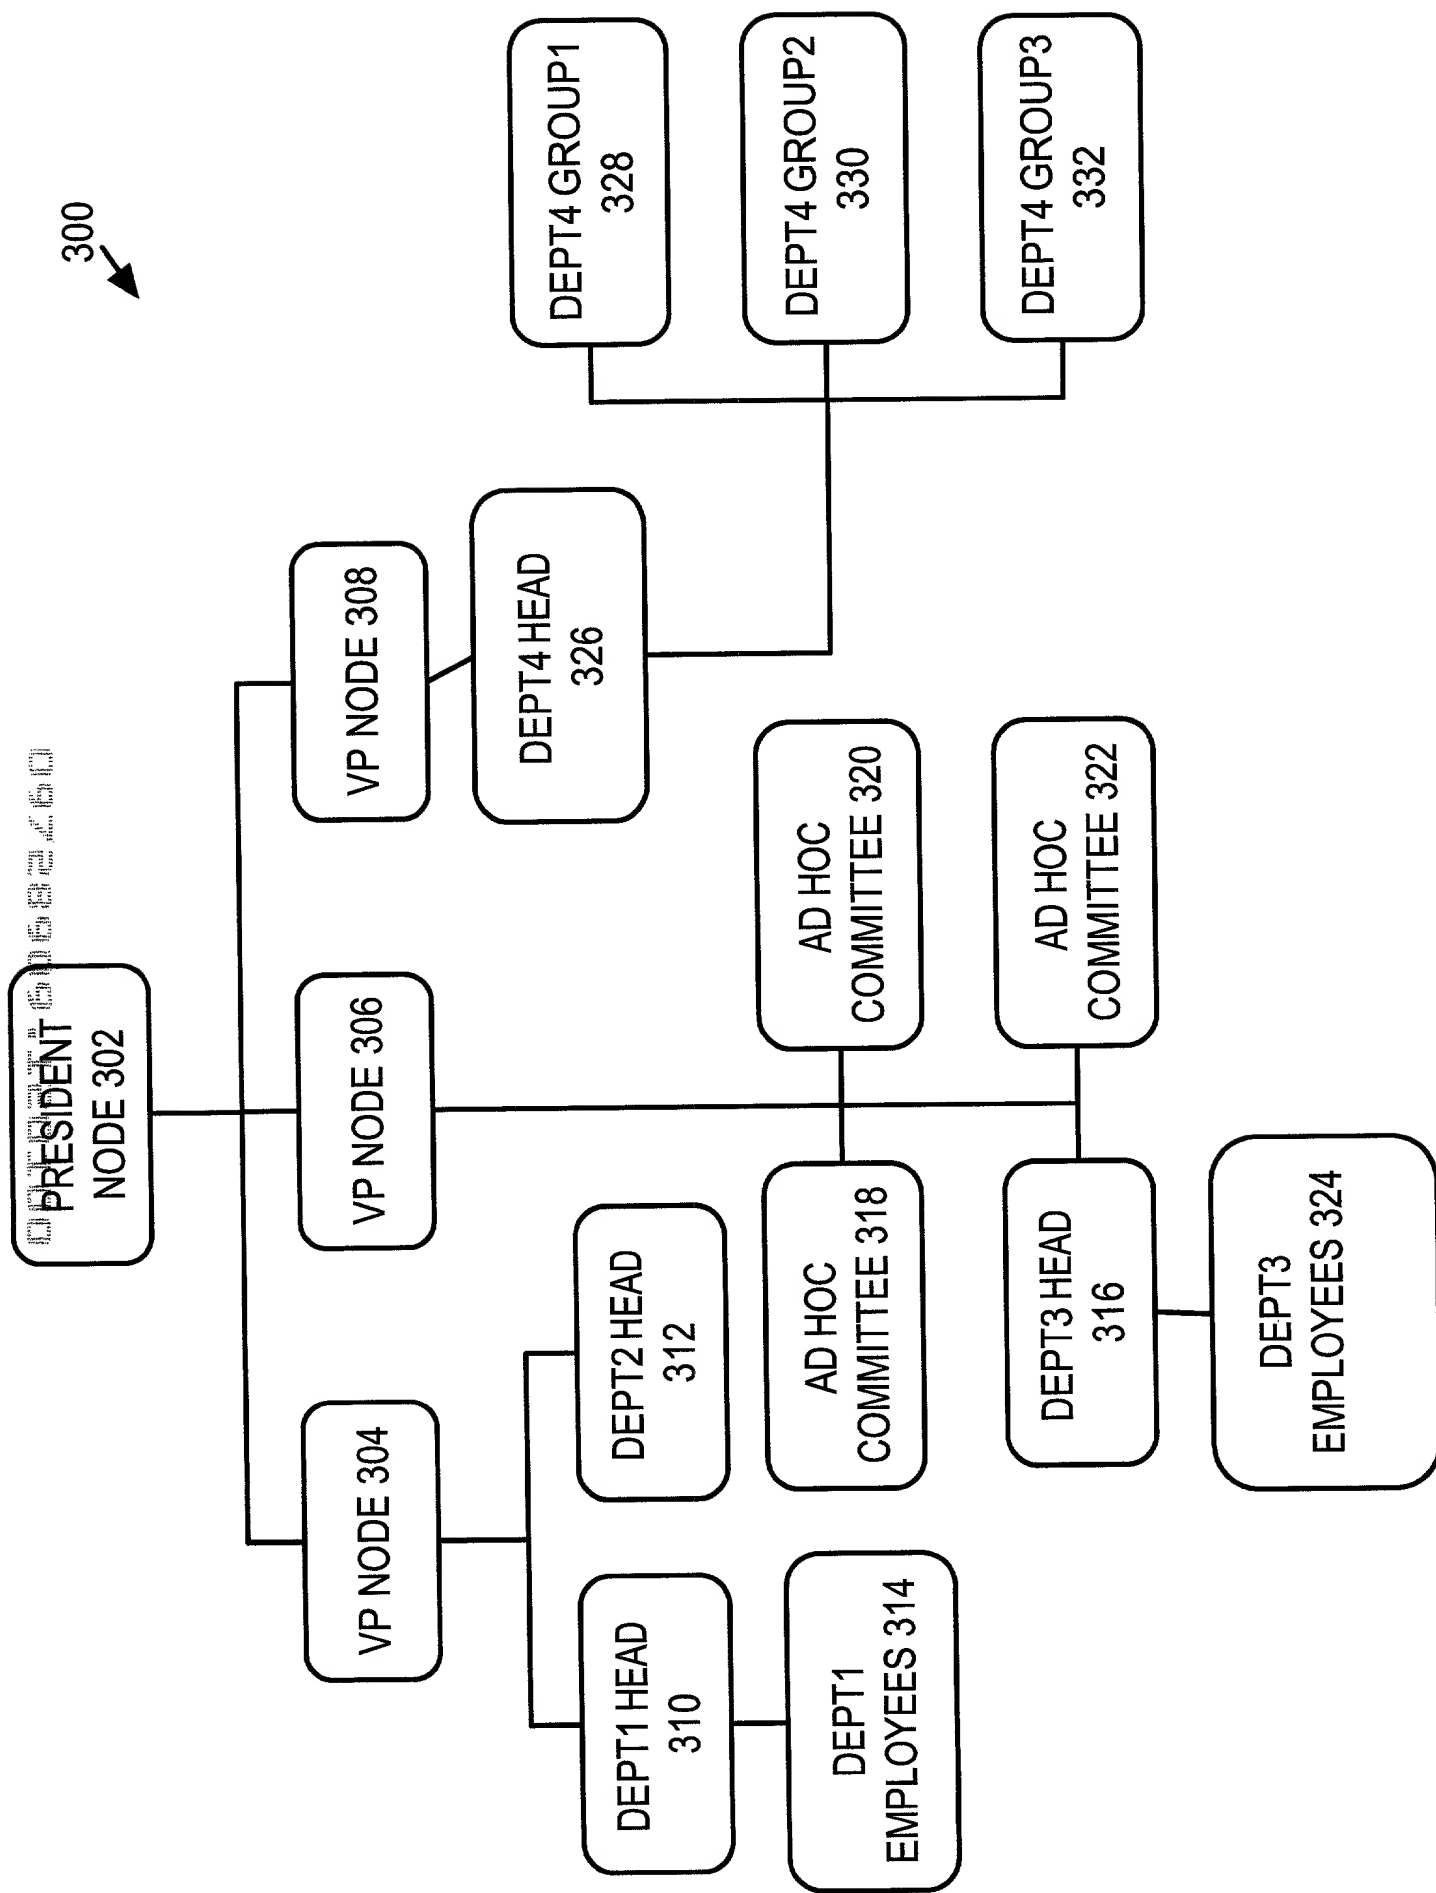 300
PRESIDENT
NODE 302
VP NODE 304
VP NODE 306
VP NODE 308
DEPT1 HEAD
310
DEPT2 HEAD
312
DEPT4 HEAD
326
DEPT1
EMPLOYEES 314
AD HOC
COMMITTEE 318
AD HOC
COMMITTEE 320
DEPT3 HEAD
316
AD HOC
COMMITTEE 322
DEPT3
EMPLOYEES 324
DEPT4 GROUP1
328
DEPT4 GROUP2
330
DEPT4 GROUP3
332